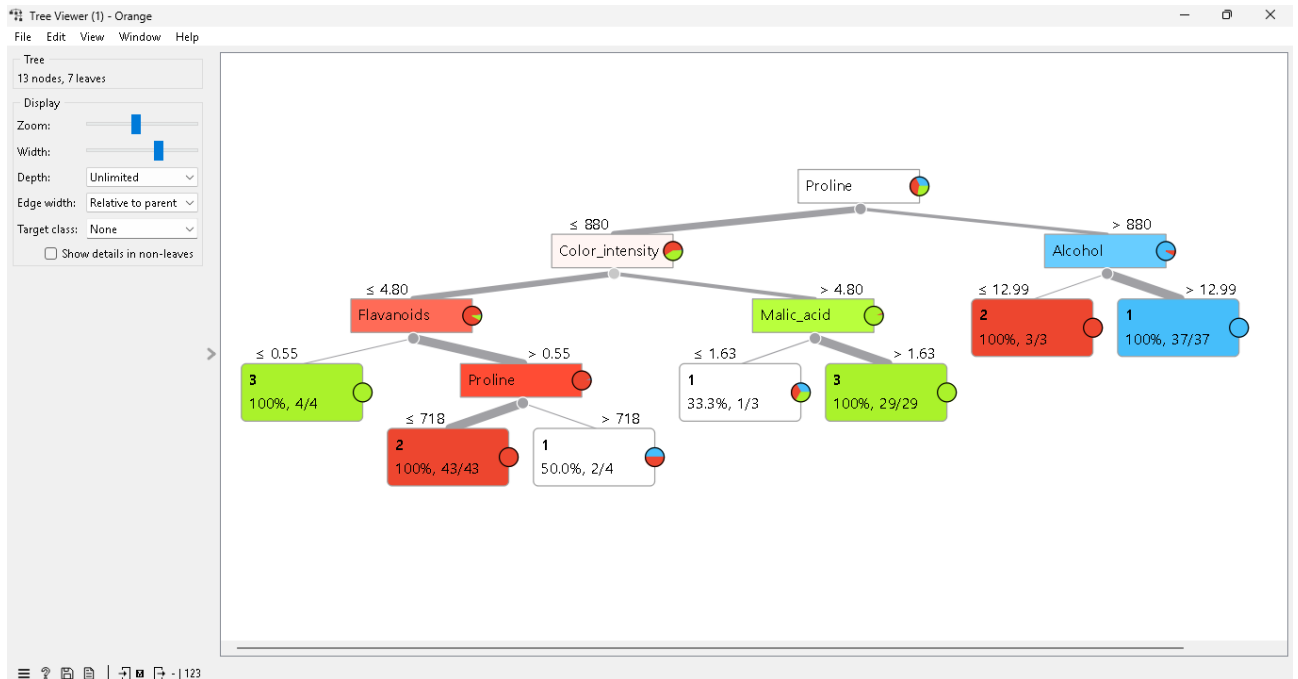 Tree Viewer (1) - Orange
File Edit View Window Help
Tree
13 nodes, 7 leaves
Display
Zoom:
Width:
Depth: Unlimited
Edge width: Relative to parent
Target class: None
Show details in non-leaves
Proline
≤ 880
> 880
Color_intensity
Alcohol
≤ 4.80
> 4.80
≤ 12.99
> 12.99
Flavanoids
Malic_acid
2
100%, 3/3
1
100%, 37/37
≤ 0.55
> 0.55
≤ 1.63
> 1.63
3
100%, 4/4
Proline
1
33.3%, 1/3
3
100%, 29/29
≤ 718
> 718
2
100%, 43/43
1
50.0%, 2/4
- | 123